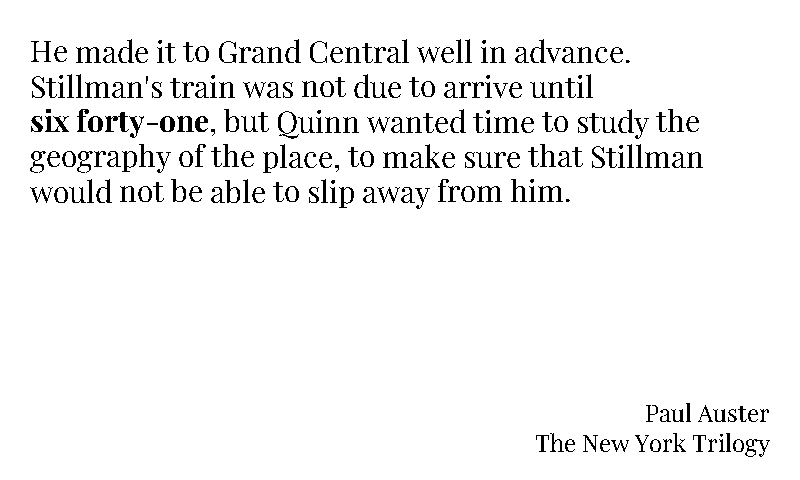 He made it to Grand Central well in advance.
Stillman's train was not due to arrive until
six forty-one, but Quinn wanted time to study the
geography of the place, to make sure that Stillman
would not be able to slip away from him.
Paul Auster
The New York Trilogy